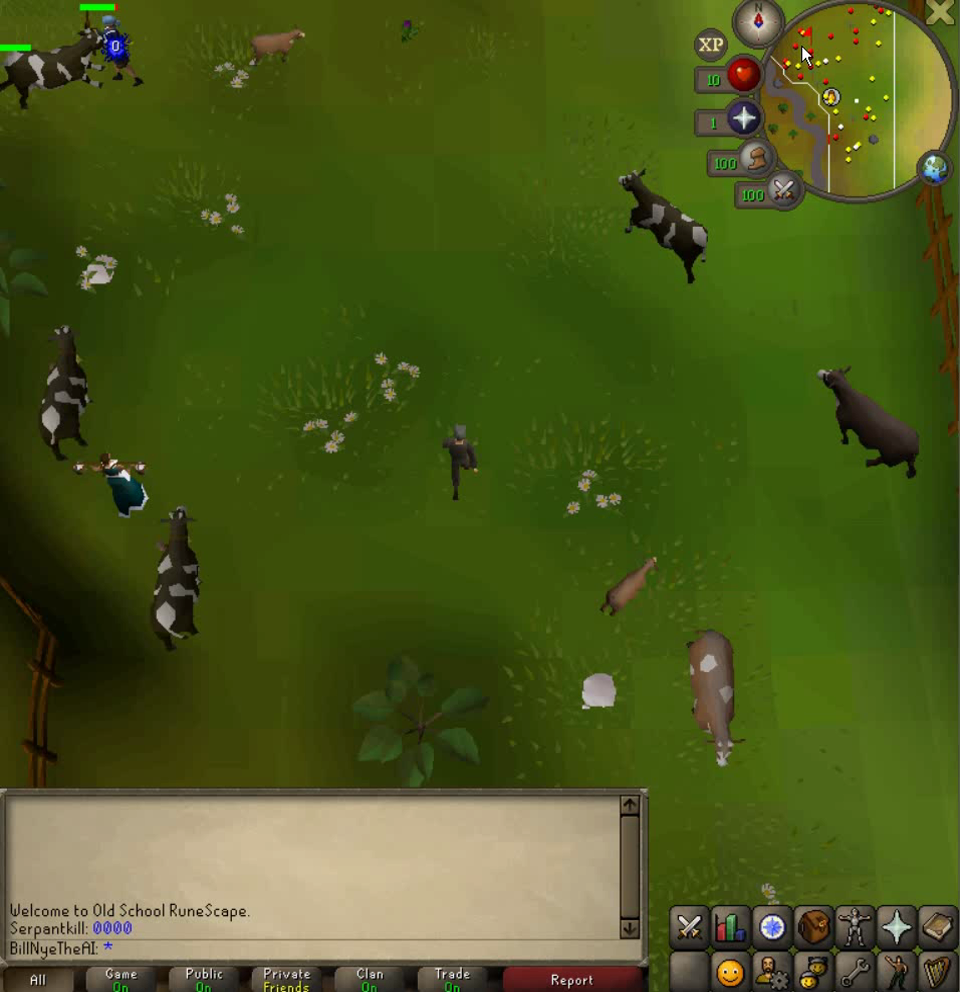 0
N
XP
10
1
100
100
Welcome to Old School RuneScape.
Serpantkill: 0000
BillNyeTheAI: *
All
Game
On
Public
On
Private
Friends
Clan
On
Trade
On
Report